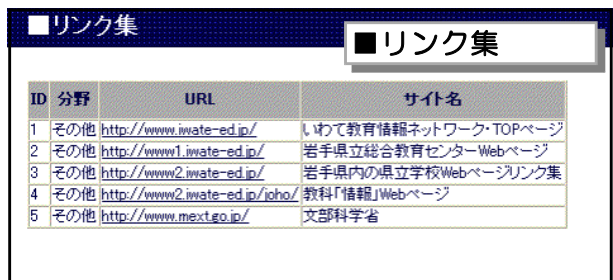 ■リンク集
■リンク集
ID 分野 URL サイト名
1 その他 http://www.iwate-ed.jp/ いわて教育情報ネットワーク・TOPページ
2 その他 http://www1.iwate-ed.jp/ 岩手県立総合教育センターWebページ
3 その他 http://www2.iwate-ed.jp/ 岩手県内の県立学校Webページリンク集
4 その他 http://www2.iwate-ed.jp/joho/ 教科「情報」Webページ
5 その他 http://www.mext.go.jp/ 文部科学省